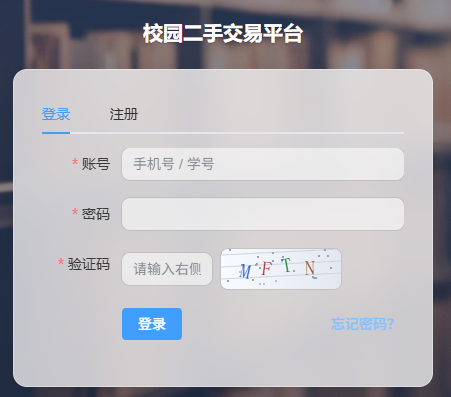 校园二手交易平台
登录 注册
* 账号 手机号 / 学号
* 密码
* 验证码 请输入右侧 M F T N
登录 忘记密码?